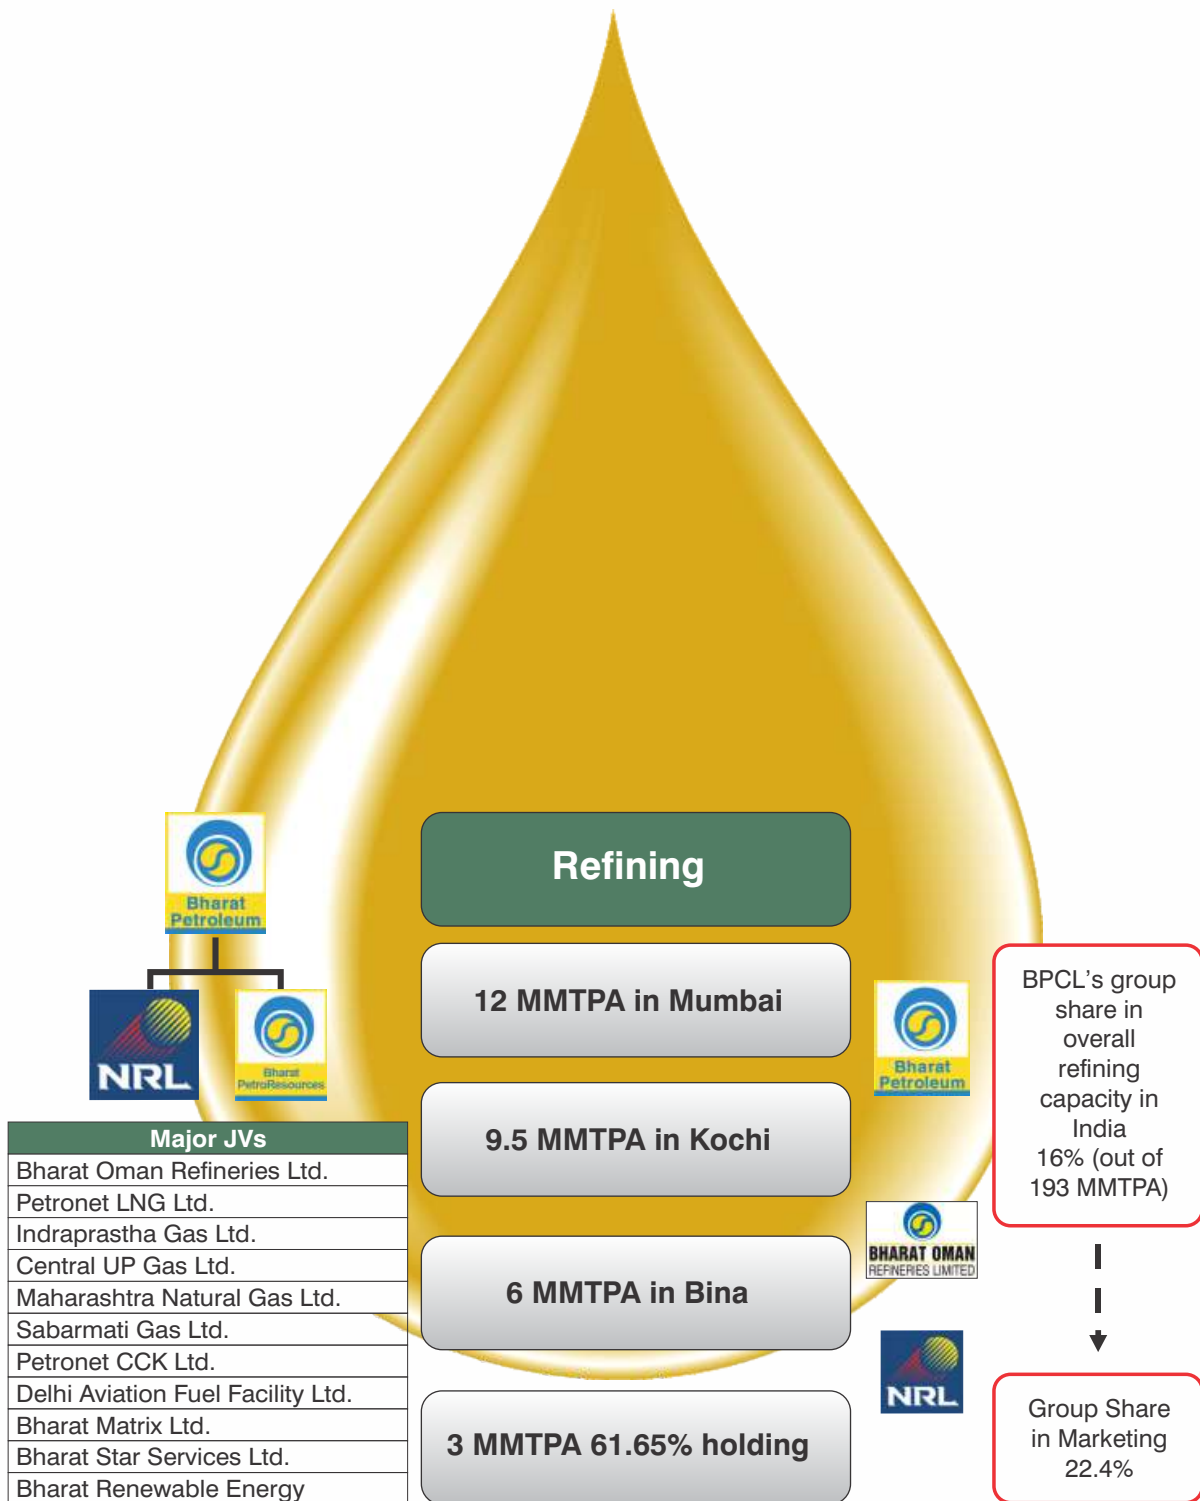 Bharat
Petroleum
NRL
Bharat
PetroResources
Major JVs
Bharat Oman Refineries Ltd.
Petronet LNG Ltd.
Indraprastha Gas Ltd.
Central UP Gas Ltd.
Maharashtra Natural Gas Ltd.
Sabarmati Gas Ltd.
Petronet CCK Ltd.
Delhi Aviation Fuel Facility Ltd.
Bharat Matrix Ltd.
Bharat Star Services Ltd.
Bharat Renewable Energy
Refining
12 MMTPA in Mumbai
9.5 MMTPA in Kochi
6 MMTPA in Bina
3 MMTPA 61.65% holding
Bharat
Petroleum
BHARAT OMAN
REFINERIES LIMITED
NRL
BPCL’s group
share in
overall
refining
capacity in
India
16% (out of
193 MMTPA)
Group Share
in Marketing
22.4%